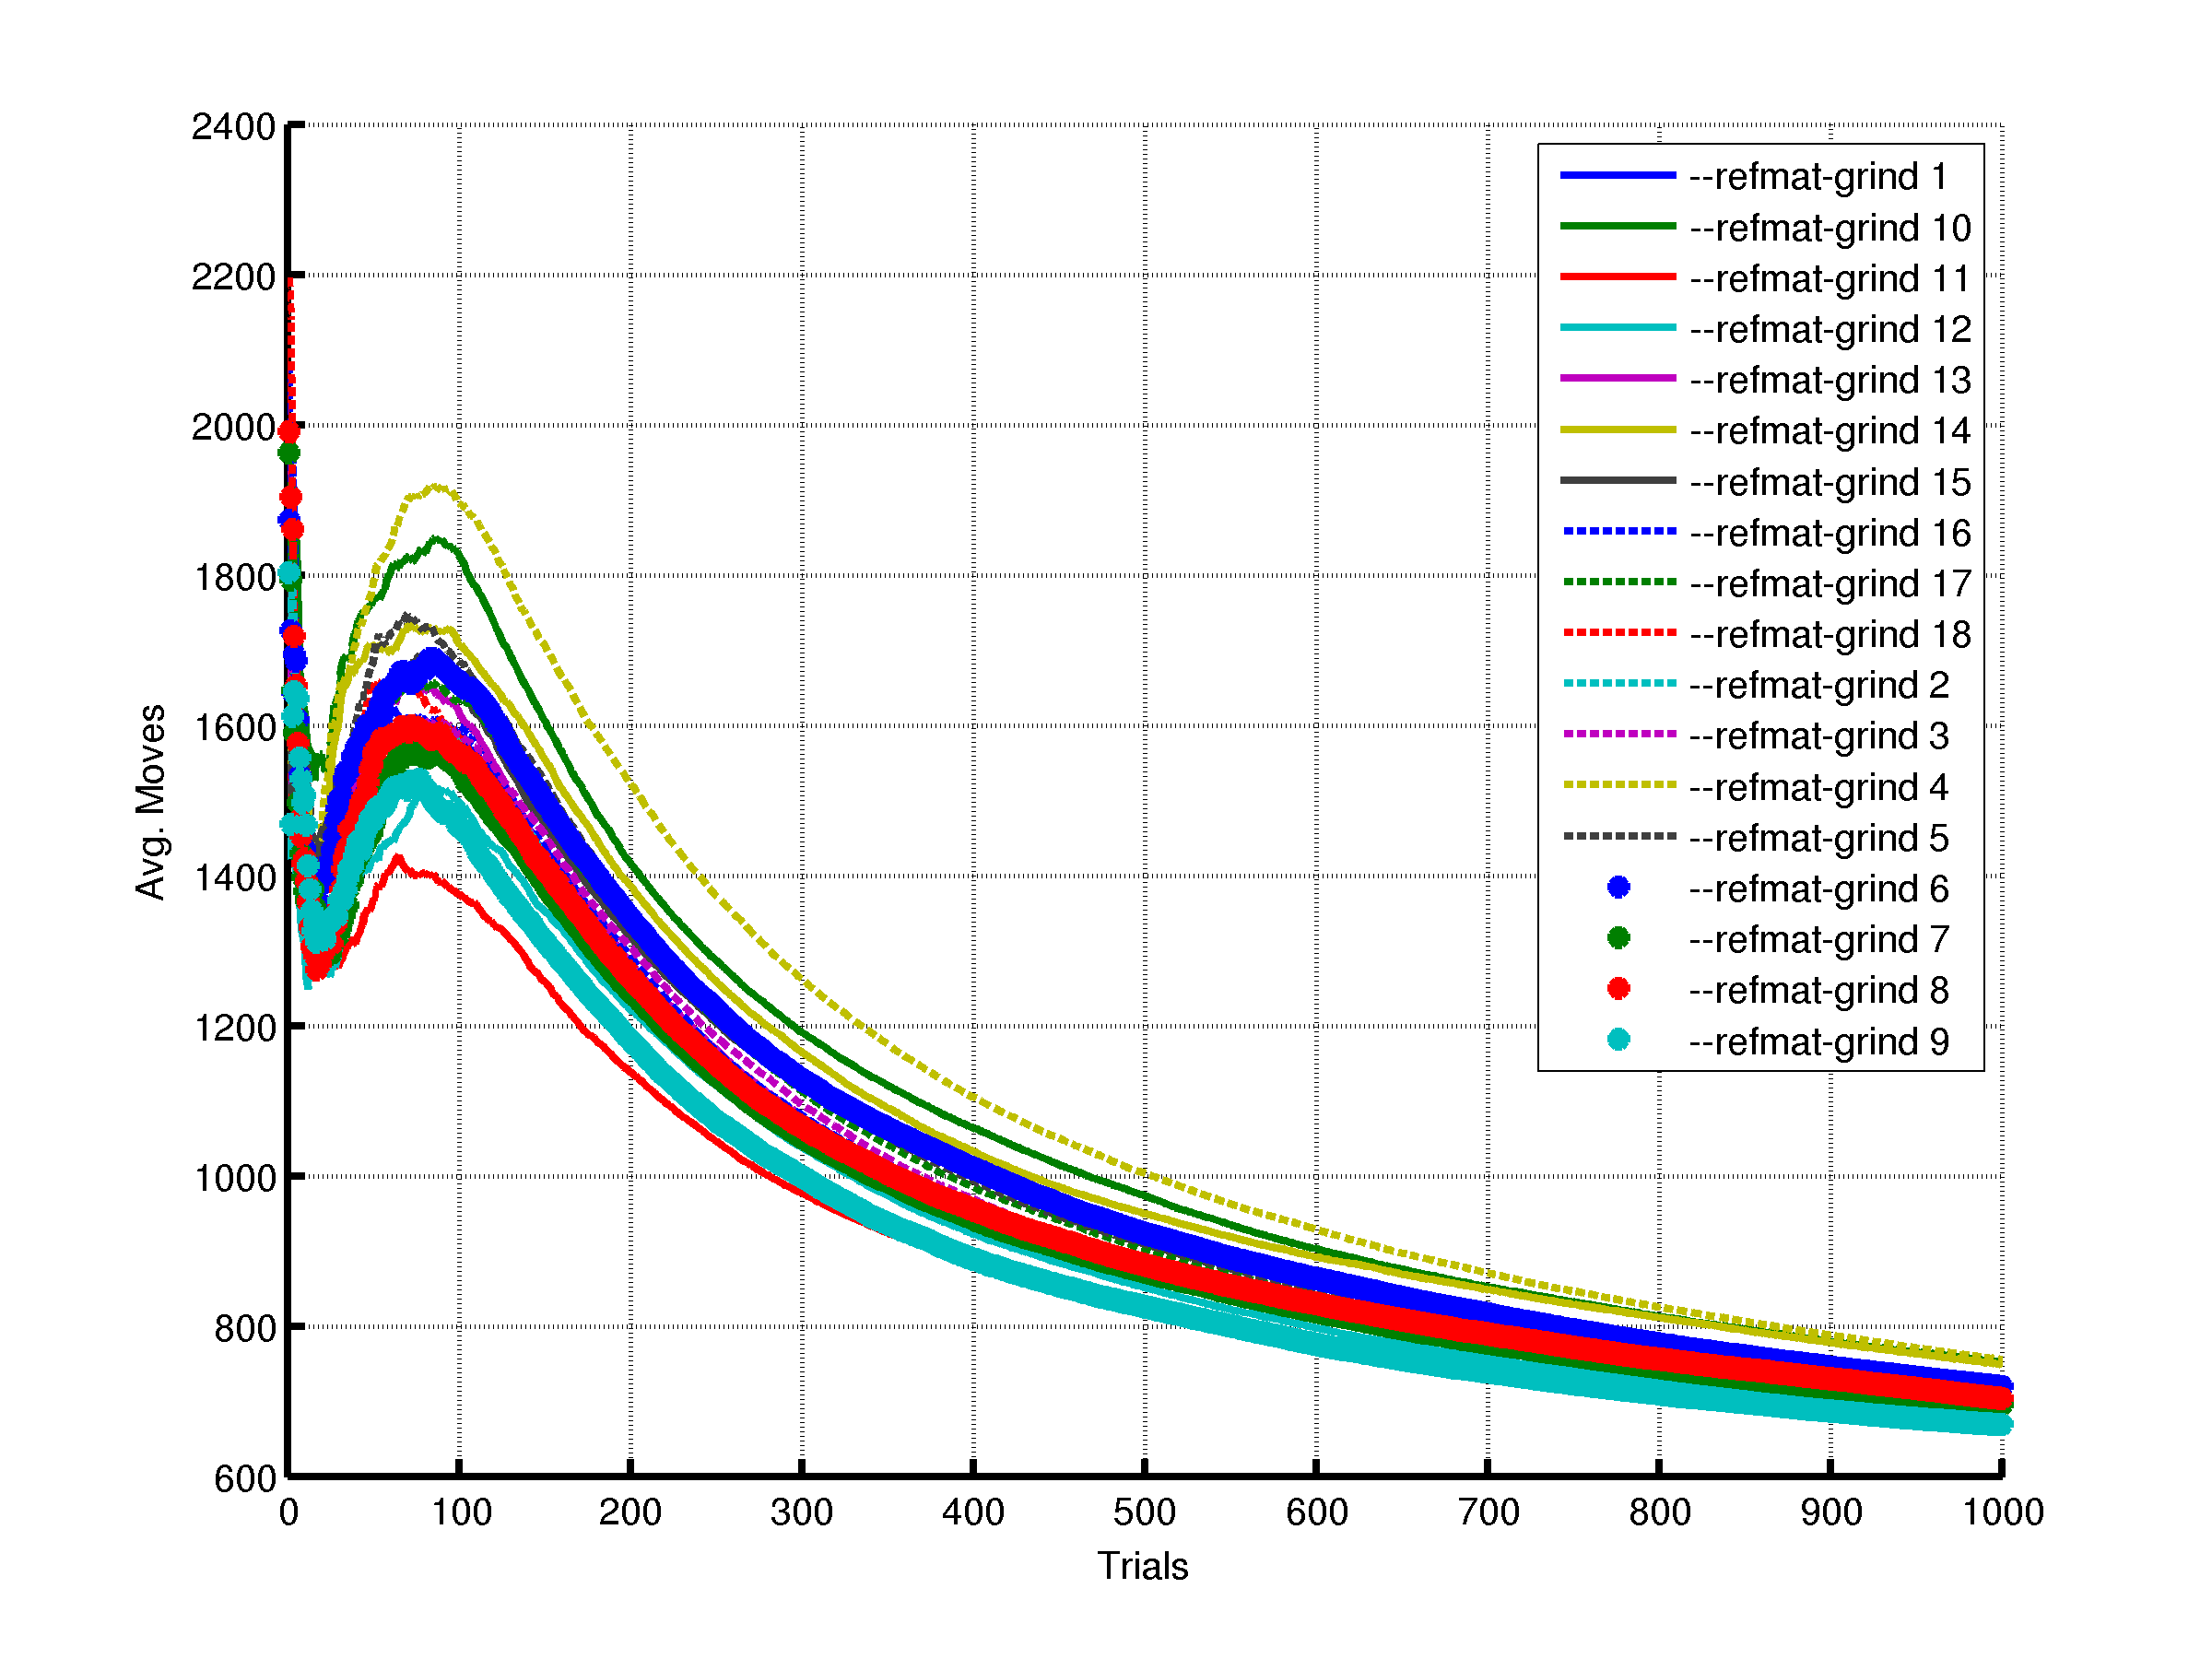 2400
2200
2000
1800
1600
1400
1200
1000
800
600
0 100 200 300 400 500 600 700 800 900 1000
Avg. Moves
Trials
--refmat-grind 1
--refmat-grind 10
--refmat-grind 11
--refmat-grind 12
--refmat-grind 13
--refmat-grind 14
--refmat-grind 15
--refmat-grind 16
--refmat-grind 17
--refmat-grind 18
--refmat-grind 2
--refmat-grind 3
--refmat-grind 4
--refmat-grind 5
--refmat-grind 6
--refmat-grind 7
--refmat-grind 8
--refmat-grind 9